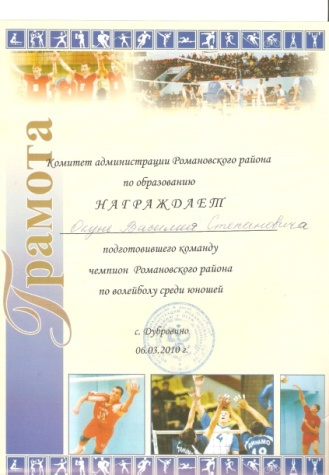 Грамота
Комитет администрации Романовского района
по образованию
НАГРАЖДАЕТ
Окунь Василия Степановича
подготовившего команду
чемпион Романовского района
по волейболу среди юношей
с. Дубровино
06.03.2010 г.